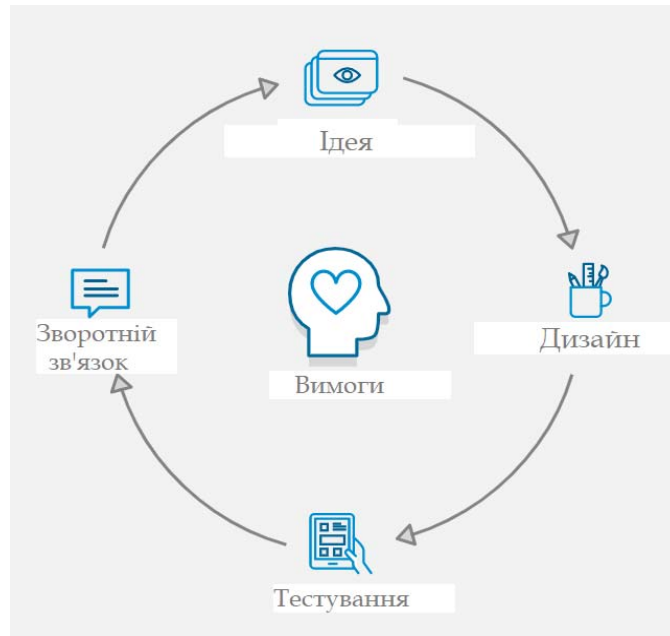 Ідея
Зворотній
зв'язок
Дизайн
Вимоги
Тестування